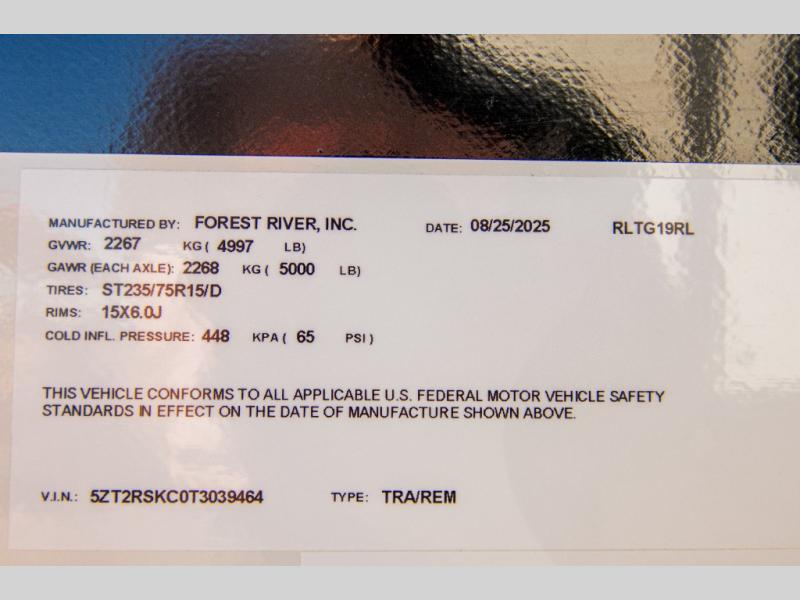 MANUFACTURED BY: FOREST RIVER, INC. DATE: 08/25/2025 RLTG19RL
GVWR: 2267 KG ( 4997 LB)
GAWR (EACH AXLE): 2268 KG ( 5000 LB)
TIRES: ST235/75R15/D
RIMS: 15X6.0J
COLD INFL. PRESSURE: 448 KPA ( 65 PSI )
THIS VEHICLE CONFORMS TO ALL APPLICABLE U.S. FEDERAL MOTOR VEHICLE SAFETY
STANDARDS IN EFFECT ON THE DATE OF MANUFACTURE SHOWN ABOVE.
V.I.N.: 5ZT2RSKC0T3039464 TYPE: TRA/REM